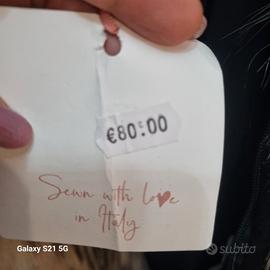 €80:00
Sewn with love
in Italy
Galaxy S21 5G
subito